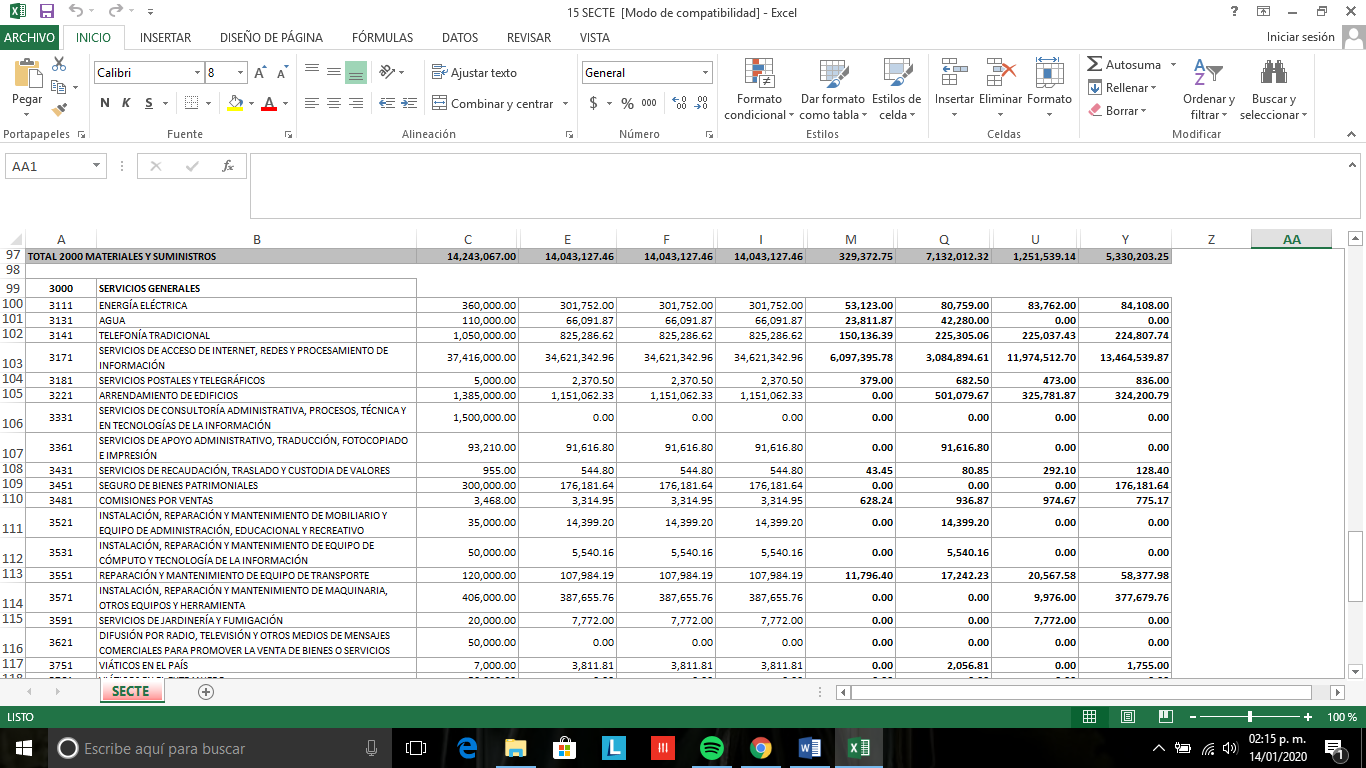 15 SECTE [Modo de compatibilidad] - Excel
ARCHIVO INICIO INSERTAR DISEÑO DE PÁGINA FÓRMULAS DATOS REVISAR VISTA Iniciar sesión
Calibri 8 Ajustar texto General Autosuma
Pegar Rellenar
N K S Combinar y centrar $ % 000 Borrar
Formato condicional Dar formato como tabla Estilos de celda Insertar Eliminar Formato Ordenar y filtrar Buscar y seleccionar
Portapapeles Fuente Alineación Número Estilos Celdas Modificar
AA1 fx
A B C E F I M Q U Y Z AA
97 TOTAL 2000 MATERIALES Y SUMINISTROS 14,243,067.00 14,043,127.46 14,043,127.46 14,043,127.46 329,372.75 7,132,012.32 1,251,539.14 5,330,203.25
98
99 3000 SERVICIOS GENERALES
100 3111 ENERGÍA ELÉCTRICA 360,000.00 301,752.00 301,752.00 301,752.00 53,123.00 80,759.00 83,762.00 84,108.00
101 3131 AGUA 110,000.00 66,091.87 66,091.87 66,091.87 23,811.87 42,280.00 0.00 0.00
102 3141 TELEFONÍA TRADICIONAL 1,050,000.00 825,286.62 825,286.62 825,286.62 150,136.39 225,305.06 225,037.43 224,807.74
103 3171 SERVICIOS DE ACCESO DE INTERNET, REDES Y PROCESAMIENTO DE
INFORMACIÓN 37,416,000.00 34,621,342.96 34,621,342.96 34,621,342.96 6,097,395.78 3,084,894.61 11,974,512.70 13,464,539.87
104 3181 SERVICIOS POSTALES Y TELEGRÁFICOS 5,000.00 2,370.50 2,370.50 2,370.50 379.00 682.50 473.00 836.00
105 3221 ARRENDAMIENTO DE EDIFICIOS 1,385,000.00 1,151,062.33 1,151,062.33 1,151,062.33 0.00 501,079.67 325,781.87 324,200.79
106 3331 SERVICIOS DE CONSULTORÍA ADMINISTRATIVA, PROCESOS, TÉCNICA Y
EN TECNOLOGÍAS DE LA INFORMACIÓN 1,500,000.00 0.00 0.00 0.00 0.00 0.00 0.00 0.00
107 3361 SERVICIOS DE APOYO ADMINISTRATIVO, TRADUCCIÓN, FOTOCOPIADO
E IMPRESIÓN 93,210.00 91,616.80 91,616.80 91,616.80 0.00 91,616.80 0.00 0.00
108 3431 SERVICIOS DE RECAUDACIÓN, TRASLADO Y CUSTODIA DE VALORES 955.00 544.80 544.80 544.80 43.45 80.85 292.10 128.40
109 3451 SEGURO DE BIENES PATRIMONIALES 300,000.00 176,181.64 176,181.64 176,181.64 0.00 0.00 0.00 176,181.64
110 3481 COMISIONES POR VENTAS 3,468.00 3,314.95 3,314.95 3,314.95 628.24 936.87 974.67 775.17
111 3521 INSTALACIÓN, REPARACIÓN Y MANTENIMIENTO DE MOBILIARIO Y
EQUIPO DE ADMINISTRACIÓN, EDUCACIONAL Y RECREATIVO 35,000.00 14,399.20 14,399.20 14,399.20 0.00 14,399.20 0.00 0.00
112 3531 INSTALACIÓN, REPARACIÓN Y MANTENIMIENTO DE EQUIPO DE
CÓMPUTO Y TECNOLOGÍA DE LA INFORMACIÓN 50,000.00 5,540.16 5,540.16 5,540.16 0.00 5,540.16 0.00 0.00
113 3551 REPARACIÓN Y MANTENIMIENTO DE EQUIPO DE TRANSPORTE 120,000.00 107,984.19 107,984.19 107,984.19 11,796.40 17,242.23 20,567.58 58,377.98
114 3571 INSTALACIÓN, REPARACIÓN Y MANTENIMIENTO DE MAQUINARIA,
OTROS EQUIPOS Y HERRAMIENTA 406,000.00 387,655.76 387,655.76 387,655.76 0.00 0.00 9,976.00 377,679.76
115 3591 SERVICIOS DE JARDINERÍA Y FUMIGACIÓN 20,000.00 7,772.00 7,772.00 7,772.00 0.00 0.00 7,772.00 0.00
116 3621 DIFUSIÓN POR RADIO, TELEVISIÓN Y OTROS MEDIOS DE MENSAJES
COMERCIALES PARA PROMOVER LA VENTA DE BIENES O SERVICIOS 50,000.00 0.00 0.00 0.00 0.00 0.00 0.00 0.00
117 3751 VIÁTICOS EN EL PAÍS 7,000.00 3,811.81 3,811.81 3,811.81 0.00 2,056.81 0.00 1,755.00
SECTE
LISTO 100 %
Escribe aquí para buscar
02:15 p. m.
14/01/2020
1